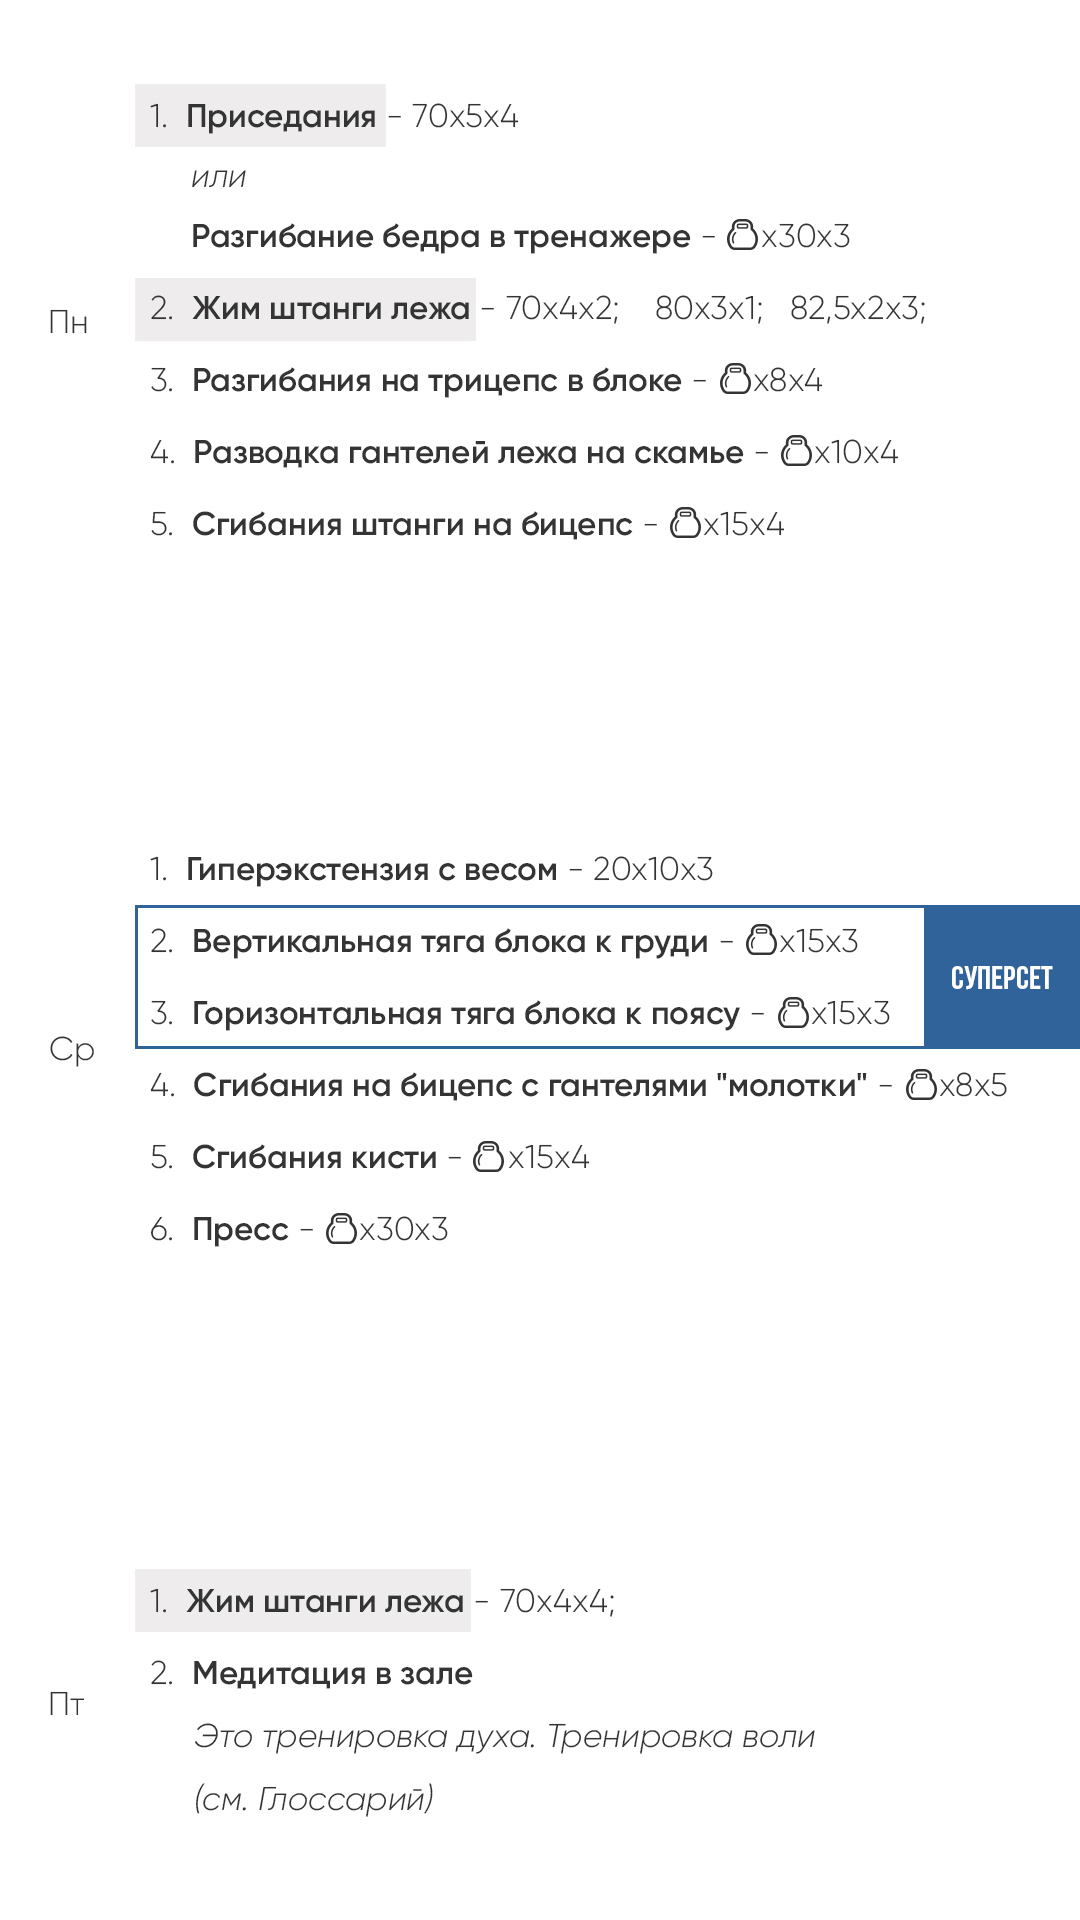 1. Приседания - 70x5x4
или
Разгибание бедра в тренажере - x30x3
Пн
2. Жим штанги лежа - 70x4x2; 80x3x1; 82,5x2x3;
3. Разгибания на трицепс в блоке - x8x4
4. Разводка гантелей лежа на скамье - x10x4
5. Сгибания штанги на бицепс - x15x4
1. Гиперэкстензия с весом - 20x10x3
2. Вертикальная тяга блока к груди - x15x3
СУПЕРСЕТ
3. Горизонтальная тяга блока к поясу - x15x3
Ср
4. Сгибания на бицепс с гантелями "молотки" - x8x5
5. Сгибания кисти - x15x4
6. Пресс - x30x3
1. Жим штанги лежа - 70x4x4;
2. Медитация в зале
Пт
Это тренировка духа. Тренировка воли
(см. Глоссарий)